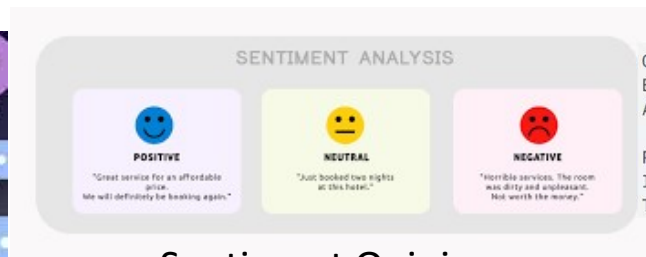 SENTIMENT ANALYSIS
POSITIVE
"Great service for an affordable
price.
We will definitely be booking again."
NEUTRAL
"Just booked two nights
at this hotel."
NEGATIVE
"Horrible services. The room
was dirty and unpleasant.
Not worth the money."